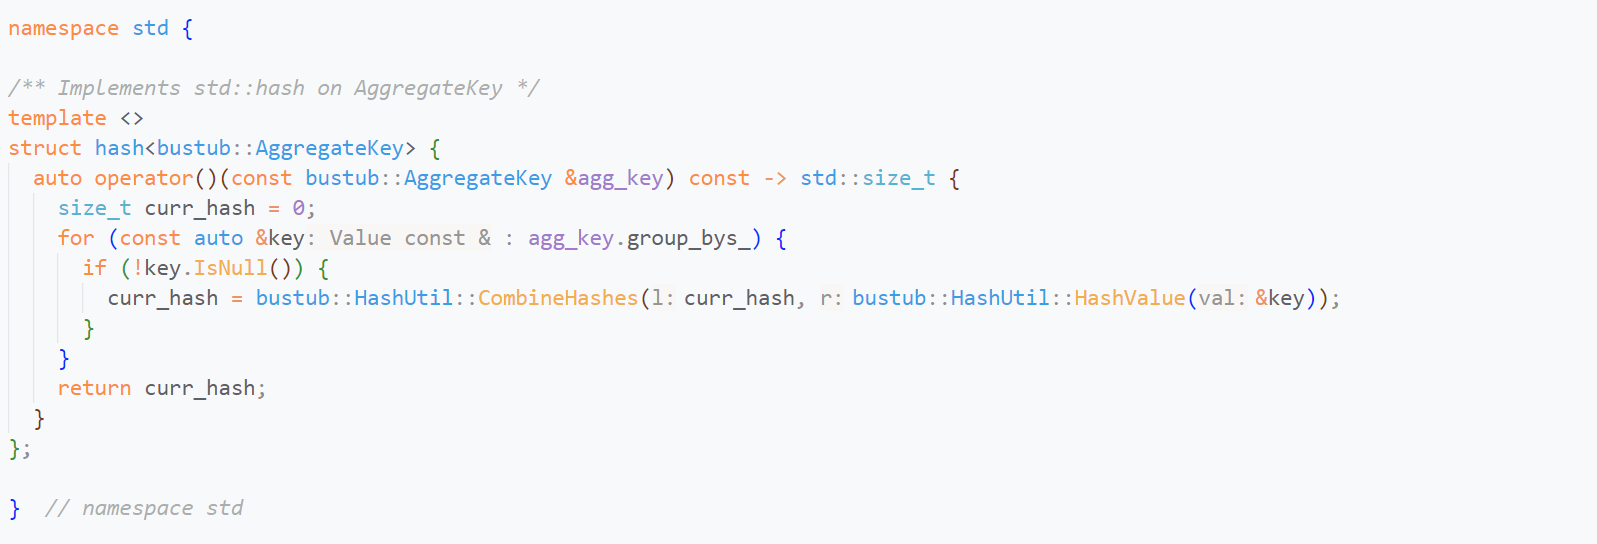 namespace std {

/** Implements std::hash on AggregateKey */
template <>
struct hash<bustub::AggregateKey> {
  auto operator()(const bustub::AggregateKey &agg_key) const -> std::size_t {
    size_t curr_hash = 0;
    for (const auto &key: Value const & : agg_key.group_bys_) {
      if (!key.IsNull()) {
        curr_hash = bustub::HashUtil::CombineHashes(l: curr_hash, r: bustub::HashUtil::HashValue(val: &key));
      }
    }
    return curr_hash;
  }
};

}  // namespace std